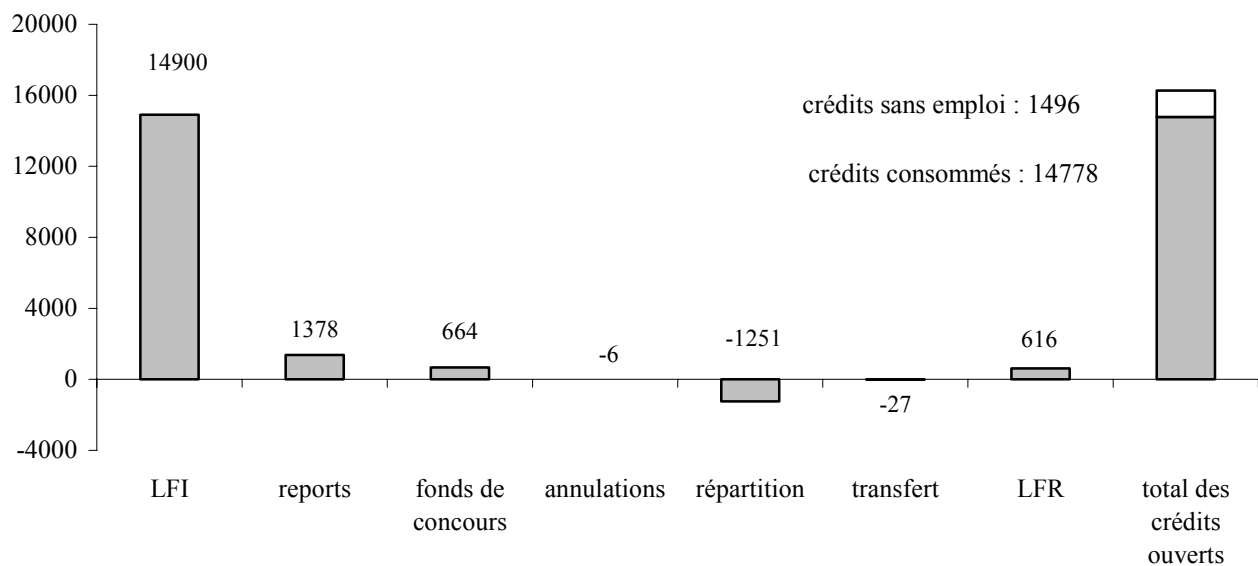 20000
14900
16000
crédits sans emploi : 1496
12000
crédits consommés : 14778
8000
4000
1378
664
-6
-1251
616
0
-27
-4000
LFI
reports
fonds de
concours
annulations
répartition
transfert
LFR
total des
crédits
ouverts